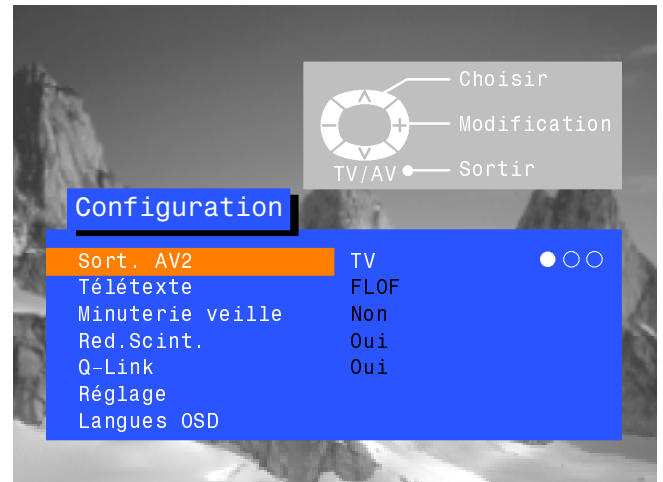 Choisir
Modification
TV/AV Sortir
Configuration
Sort. AV2 TV
Télétexte FLOF
Minuterie veille Non
Red.Scint. Oui
Q-Link Oui
Réglage
Langues OSD